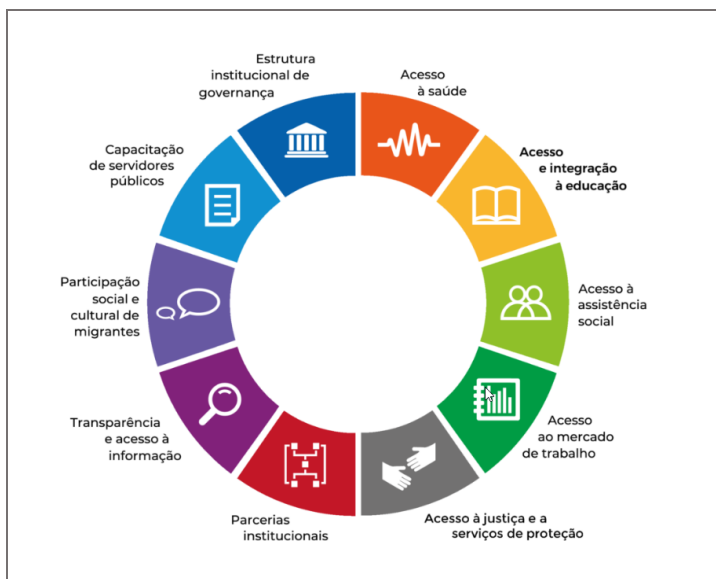 Estrutura
institucional de
governança
Acesso
à saúde
Acesso
e integração
à educação
Acesso à
assistência
social
Acesso
ao mercado
de trabalho
Acesso à justiça e a
serviços de proteção
Parcerias
institucionais
Transparência
e acesso à
informação
Participação
social e
cultural de
migrantes
Capacitação
de servidores
públicos